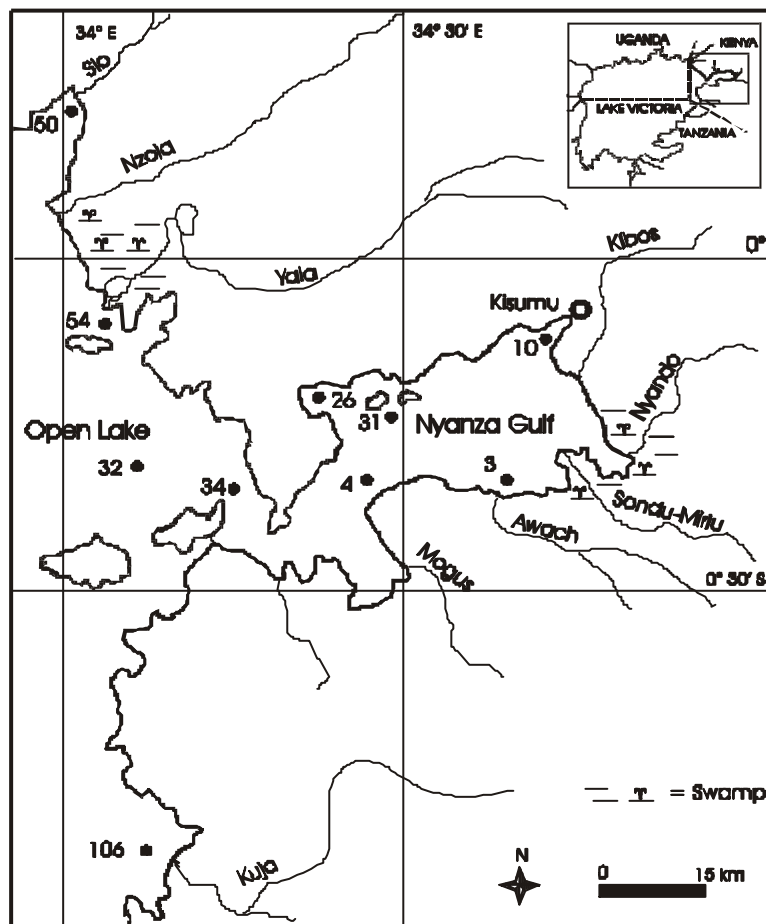 34° E
34° 30′ E
UGANDA
KENYA
LAKE VICTORIA
TANZANIA
Sio
50
Nzoia
Kibos
0°
Yala
Kisumu
54
10
26
31
Nyando
Open Lake
Nyanza Gulf
32
34
4
3
Sondu-Miriu
Awach
Mogus
0° 30′ S
= Swamp
106
Kuja
N
0 15 km